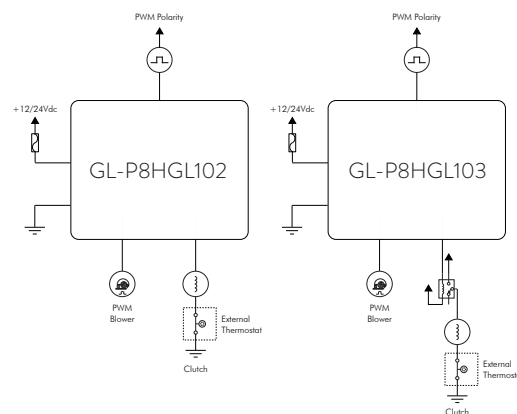 PWM Polarity
+12/24Vdc
GL-P8HGL102
PWM
Blower
External
Thermostat
Clutch
PWM Polarity
+12/24Vdc
GL-P8HGL103
PWM
Blower
External
Thermost
Clutch